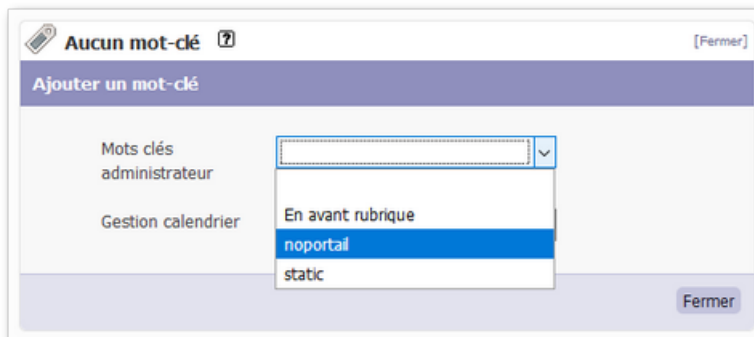 Aucun mot-clé ?
[Fermer]
Ajouter un mot-clé
Mots clés
administrateur
En avant rubrique
Gestion calendrier
noportail
static
Fermer